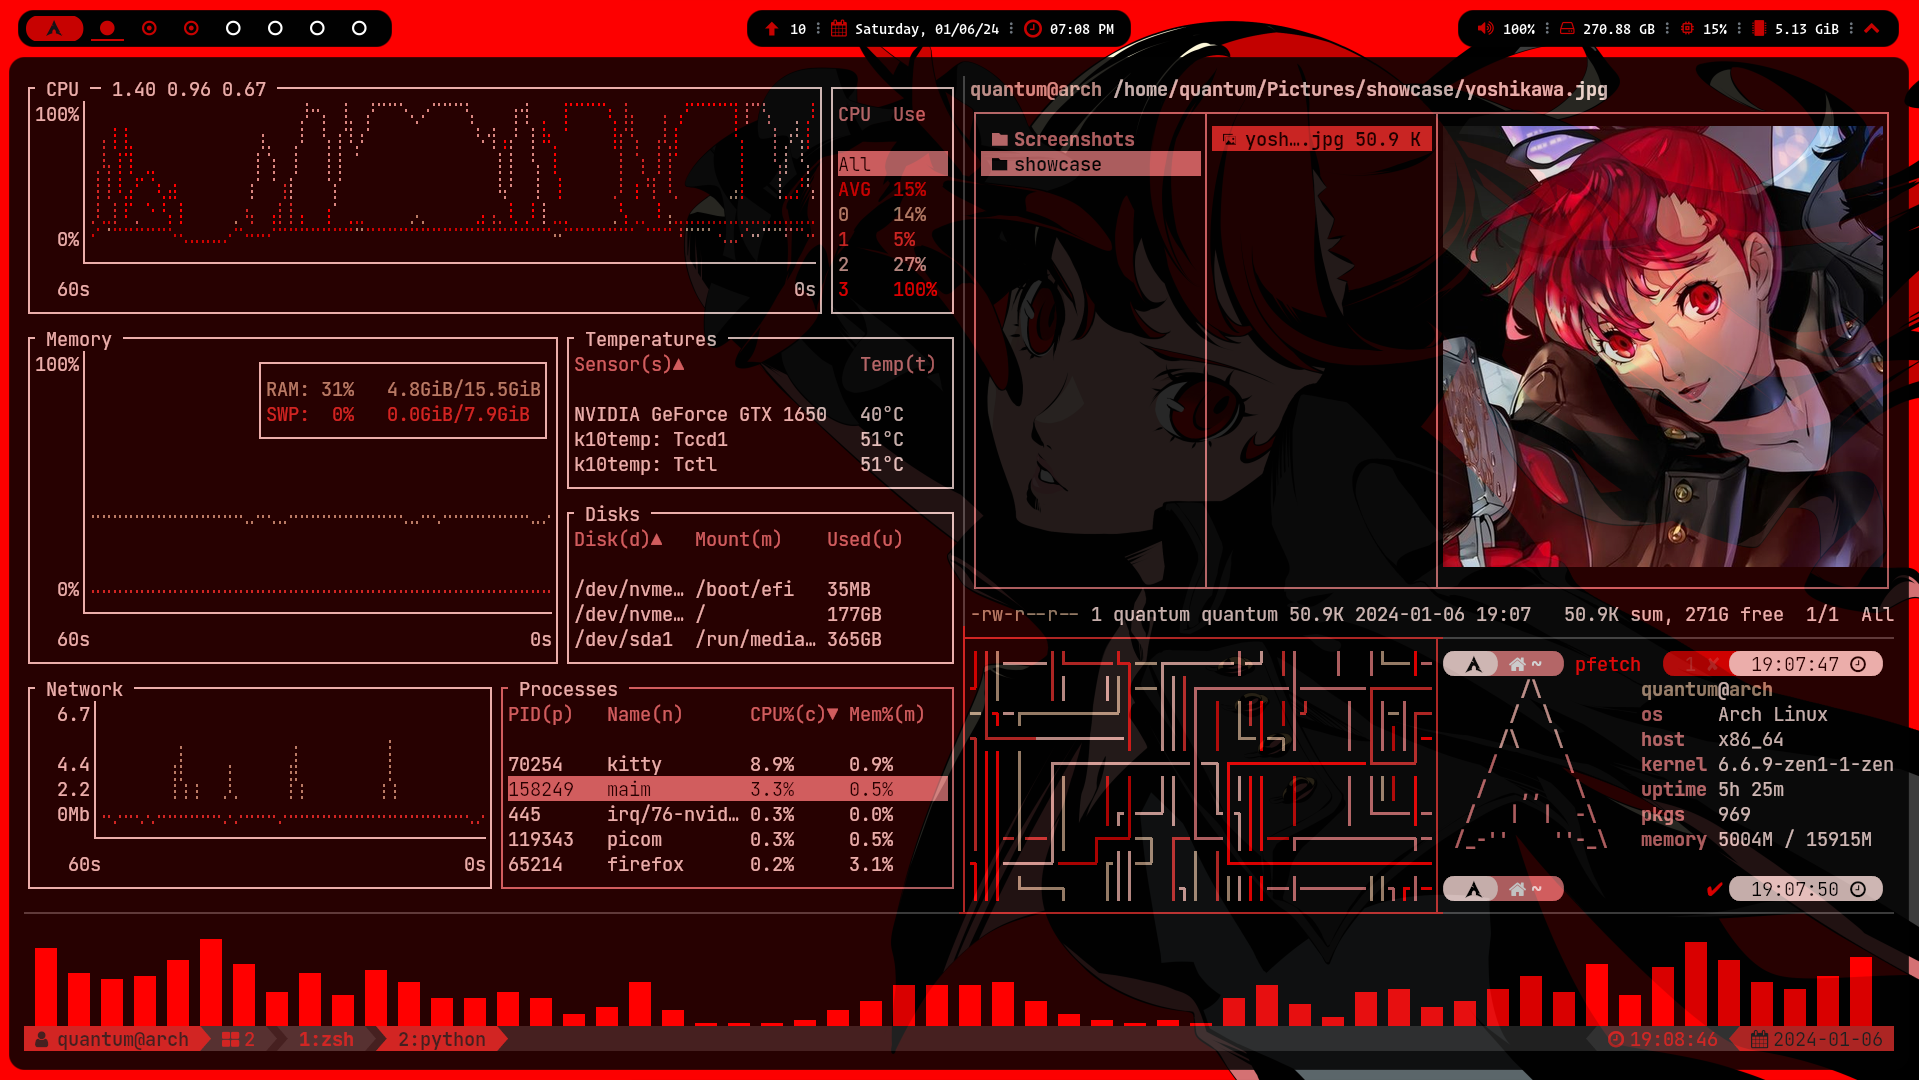 10 Saturday, 01/06/24 07:08 PM
100% 270.88 GB 15% 5.13 GiB
CPU — 1.40 0.96 0.67
100%
0%
60s 0s
CPU Use
All
AVG 15%
0 14%
1 5%
2 27%
3 100%
Memory
100%
RAM: 31% 4.8GiB/15.5GiB
SWP: 0% 0.0GiB/7.9GiB
0%
60s 0s
Temperatures
Sensor(s)▲ Temp(t)
NVIDIA GeForce GTX 1650 40°C
k10temp: Tccd1 51°C
k10temp: Tctl 51°C
Disks
Disk(d)▲ Mount(m) Used(u)
/dev/nvme… /boot/efi 35MB
/dev/nvme… / 177GB
/dev/sda1 /run/media… 365GB
Network
6.7
4.4
2.2
0Mb
60s 0s
Processes
PID(p) Name(n) CPU%(c)▼ Mem%(m)
70254 kitty 8.9% 0.9%
158249 maim 3.3% 0.5%
445 irq/76-nvid… 0.3% 0.0%
119343 picom 0.3% 0.5%
65214 firefox 0.2% 3.1%
quantum@arch /home/quantum/Pictures/showcase/yoshikawa.jpg
Screenshots
showcase
yosh….jpg 50.9 K
-rw-r--r-- 1 quantum quantum 50.9K 2024-01-06 19:07 50.9K sum, 271G free 1/1 All
~ pfetch 1 ✘ 19:07:47
quantum@arch
os Arch Linux
host x86_64
kernel 6.6.9-zen1-1-zen
uptime 5h 25m
pkgs 969
memory 5004M / 15915M
~ ✔ 19:07:50
quantum@arch 2 1:zsh 2:python 19:08:46 2024-01-06